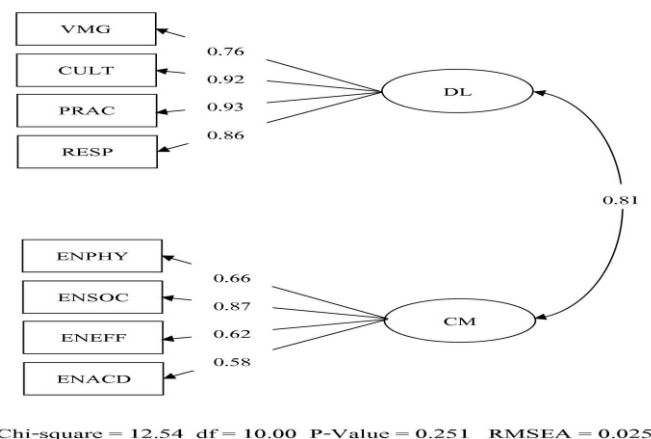 VMG
0.76
CULT
0.92
DL
PRAC
0.93
RESP
0.86
0.81
ENPHY
0.66
ENSOC
0.87
CM
ENEFF
0.62
ENACD
0.58
Chi-square = 12.54 df = 10.00 P-Value = 0.251 RMSEA = 0.025